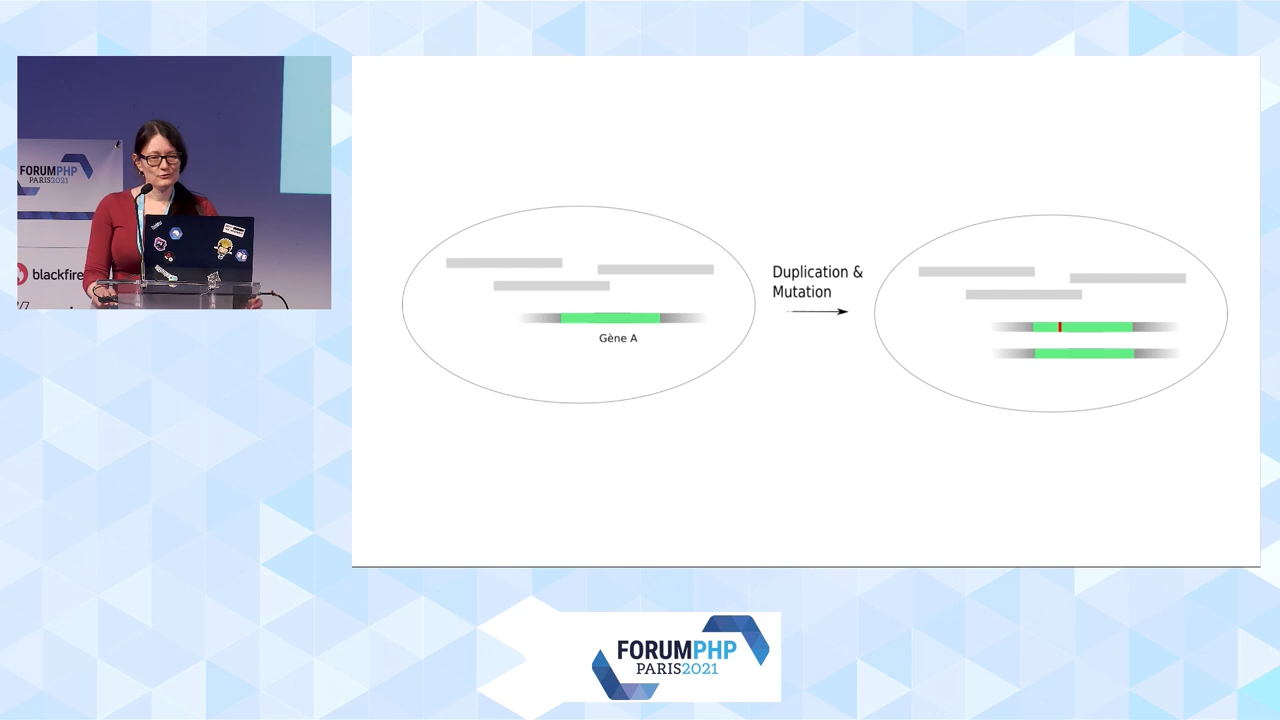 FORUMPHP
PARIS2021
blackfire
Duplication &
Mutation
Gène A
FORUMPHP
PARIS2021